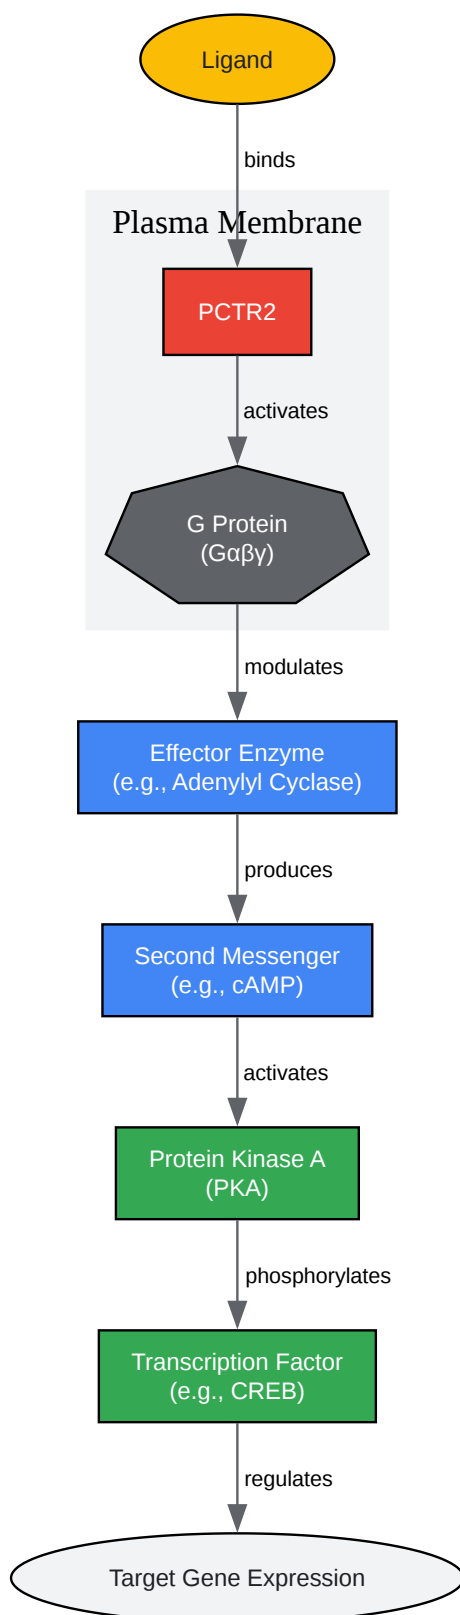 Ligand
binds
Plasma Membrane
PCTR2
activates
G Protein
(Gαβγ)
modulates
Effector Enzyme
(e.g., Adenylyl Cyclase)
produces
Second Messenger
(e.g., cAMP)
activates
Protein Kinase A
(PKA)
phosphorylates
Transcription Factor
(e.g., CREB)
regulates
Target Gene Expression